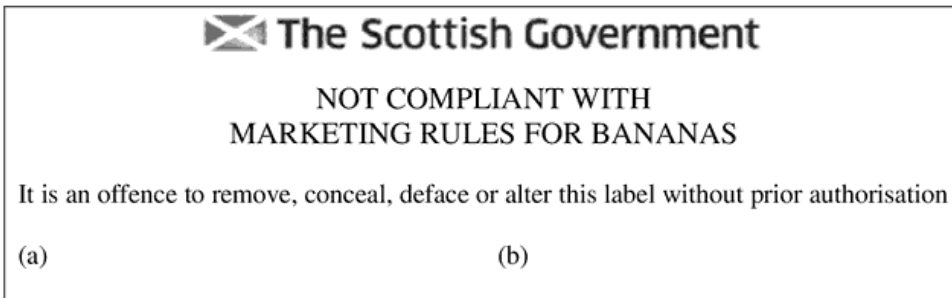 The Scottish Government
NOT COMPLIANT WITH
MARKETING RULES FOR BANANAS
It is an offence to remove, conceal, deface or alter this label without prior authorisation
(a) (b)